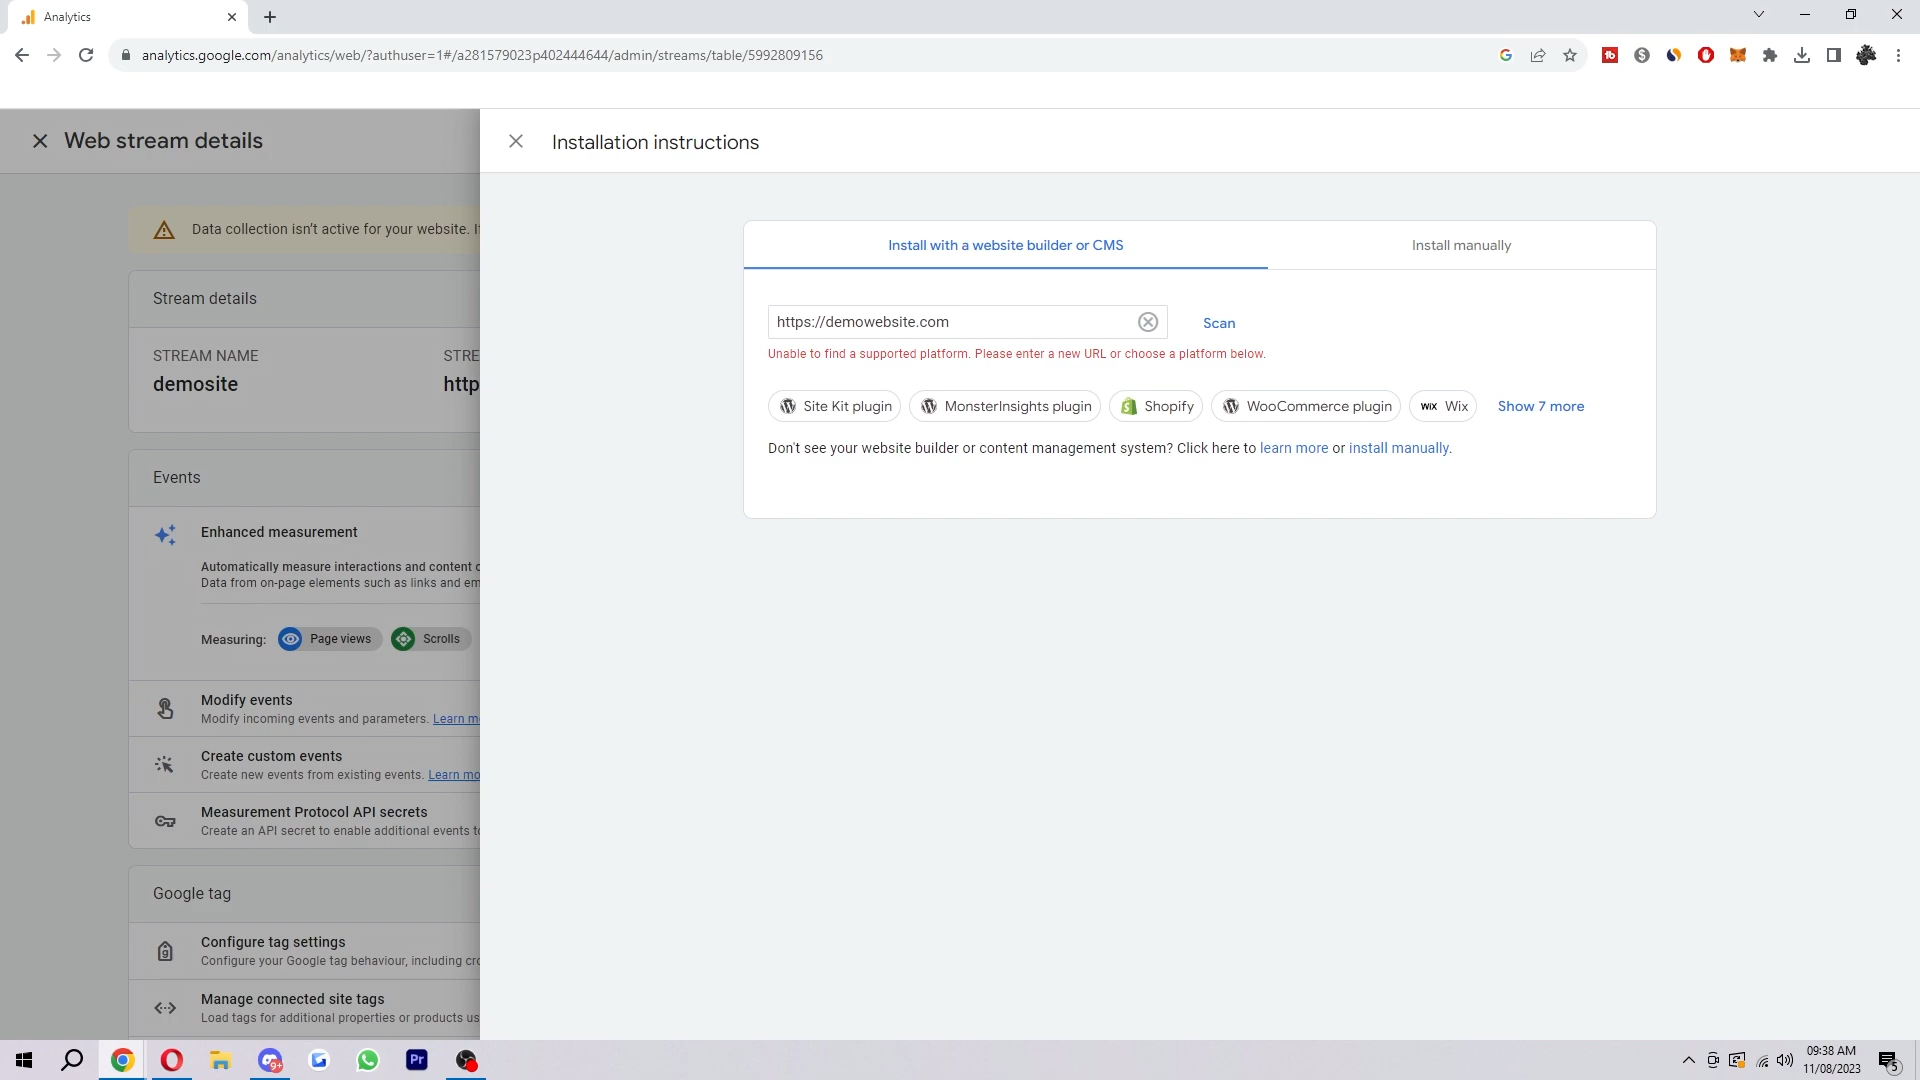 Analytics
analytics.google.com/analytics/web/?authuser=1#/a281579023p402444644/admin/streams/table/5992809156
Web stream details
Installation instructions
Data collection isn't active for your website. I
Install with a website builder or CMS
Install manually
Stream details
https://demowebsite.com
Scan
Unable to find a supported platform. Please enter a new URL or choose a platform below.
STREAM NAME
STRE
demosite
http
Site Kit plugin
MonsterInsights plugin
Shopify
WooCommerce plugin
WIX Wix
Show 7 more
Don't see your website builder or content management system? Click here to learn more or install manually.
Events
Enhanced measurement
Automatically measure interactions and content o
Data from on-page elements such as links and em
Measuring:
Page views
Scrolls
Modify events
Modify incoming events and parameters. Learn mo
Create custom events
Create new events from existing events. Learn mo
Measurement Protocol API secrets
Create an API secret to enable additional events to
Google tag
Configure tag settings
Configure your Google tag behaviour, including cro
Manage connected site tags
Load tags for additional properties or products us
9+
Pr
09:38 AM
11/08/2023
5